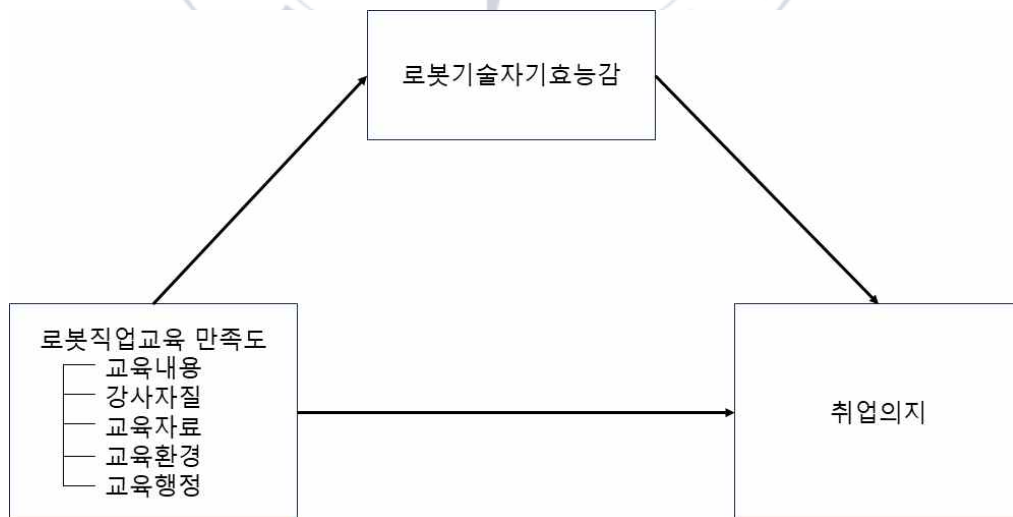 로봇기술자기효능감
로봇직업교육 만족도
교육내용
강사자질
교육자료
교육환경
교육행정
취업의지